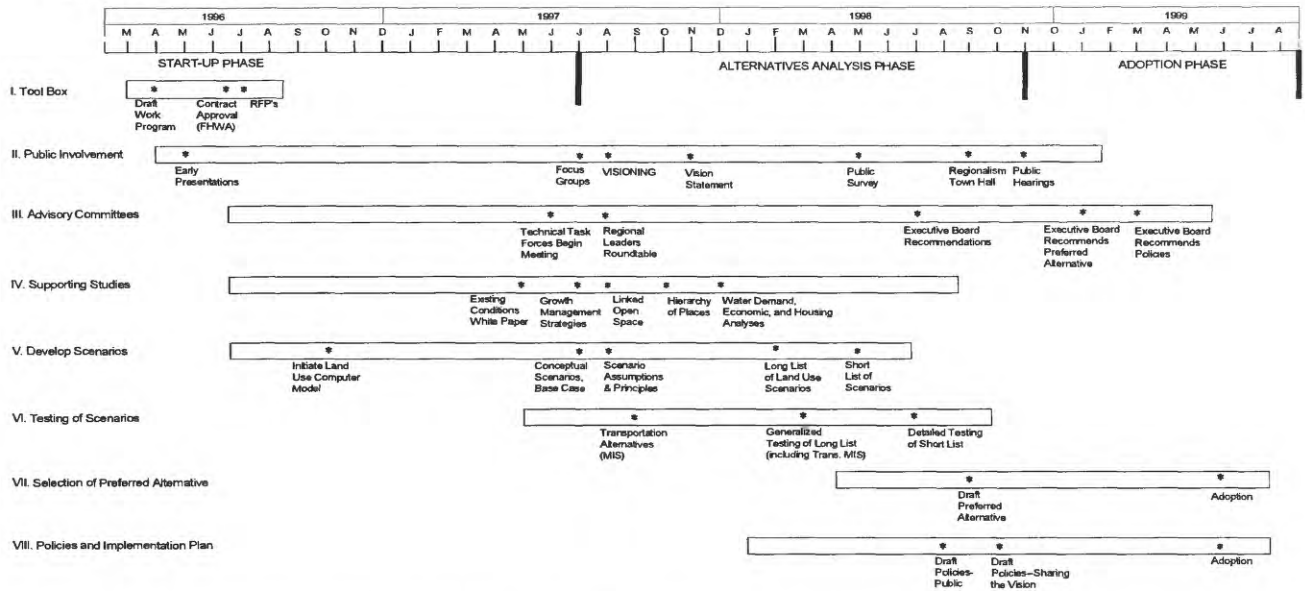 1996 1997 1998 1999
M A M J J A S O N D J F M A M J J A S O N D J F M A M J J A S O N O J F M A M J J A
START-UP PHASE ALTERNATIVES ANALYSIS PHASE ADOPTION PHASE
I. Tool Box
* * *
Draft Contract RFP's
Work Approval
Program (FHWA)
II. Public Involvement
* * * * * * *
Early Focus VISIONING Vision Public Regionalism Public
Presentations Groups Statement Survey Town Hall Hearings
III. Advisory Committees
* * * * *
Technical Task Regional Executive Board Executive Board Executive Board
Forces Begin Leaders Recommendations Recommends Recommends
Meeting Roundtable Preferred Policies
Alternative
IV. Supporting Studies
* * * * *
Existing Growth Linked Hierarchy Water Demand,
Conditions Management Open of Places Economic, and Housing
While Paper Strategies Space Analyses
V. Develop Scenarios
* * * * *
Initiate Land Conceptual Scenario Long List Short
Use Computer Scenarios, Assumptions of Land Use List of
Model Base Case & Principles Scenarios Scenarios
VI. Testing of Scenarios
* * *
Transportation Generalized Detailed Testing
Alternatives Testing of Long List of Short List
(MIS) (including Trans. MIS)
VII. Selection of Preferred Alternative
* *
Draft Adoption
Preferred
Alternative
VIII. Policies and Implementation Plan
* * *
Draft Draft Adoption
Policies- Policies--Sharing
Public the Vision